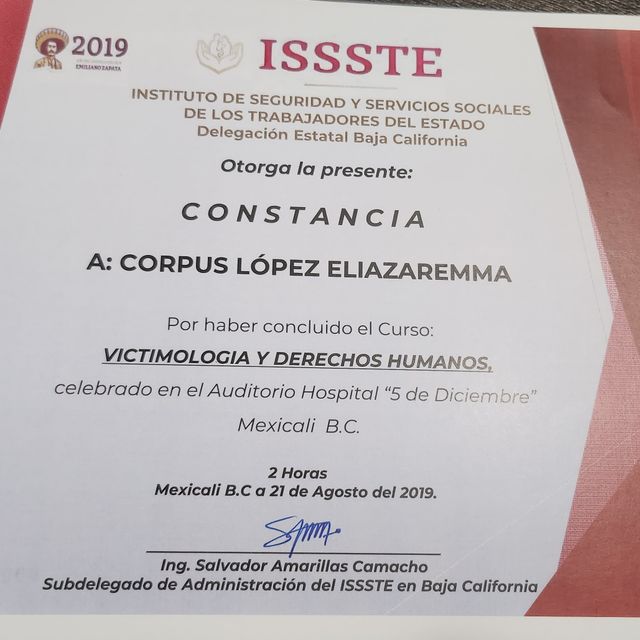 2019
EMILIANO ZAPATA
ISSSTE
INSTITUTO DE SEGURIDAD Y SERVICIOS SOCIALES
DE LOS TRABAJADORES DEL ESTADO
Delegación Estatal Baja California
Otorga la presente:
CONSTANCIA
A: CORPUS LÓPEZ ELIAZAREMMA
Por haber concluido el Curso:
VICTIMOLOGIA Y DERECHOS HUMANOS,
celebrado en el Auditorio Hospital “5 de Diciembre”
Mexicali B.C.
2 Horas
Mexicali B.C a 21 de Agosto del 2019.
Ing. Salvador Amarillas Camacho
Subdelegado de Administración del ISSSTE en Baja California